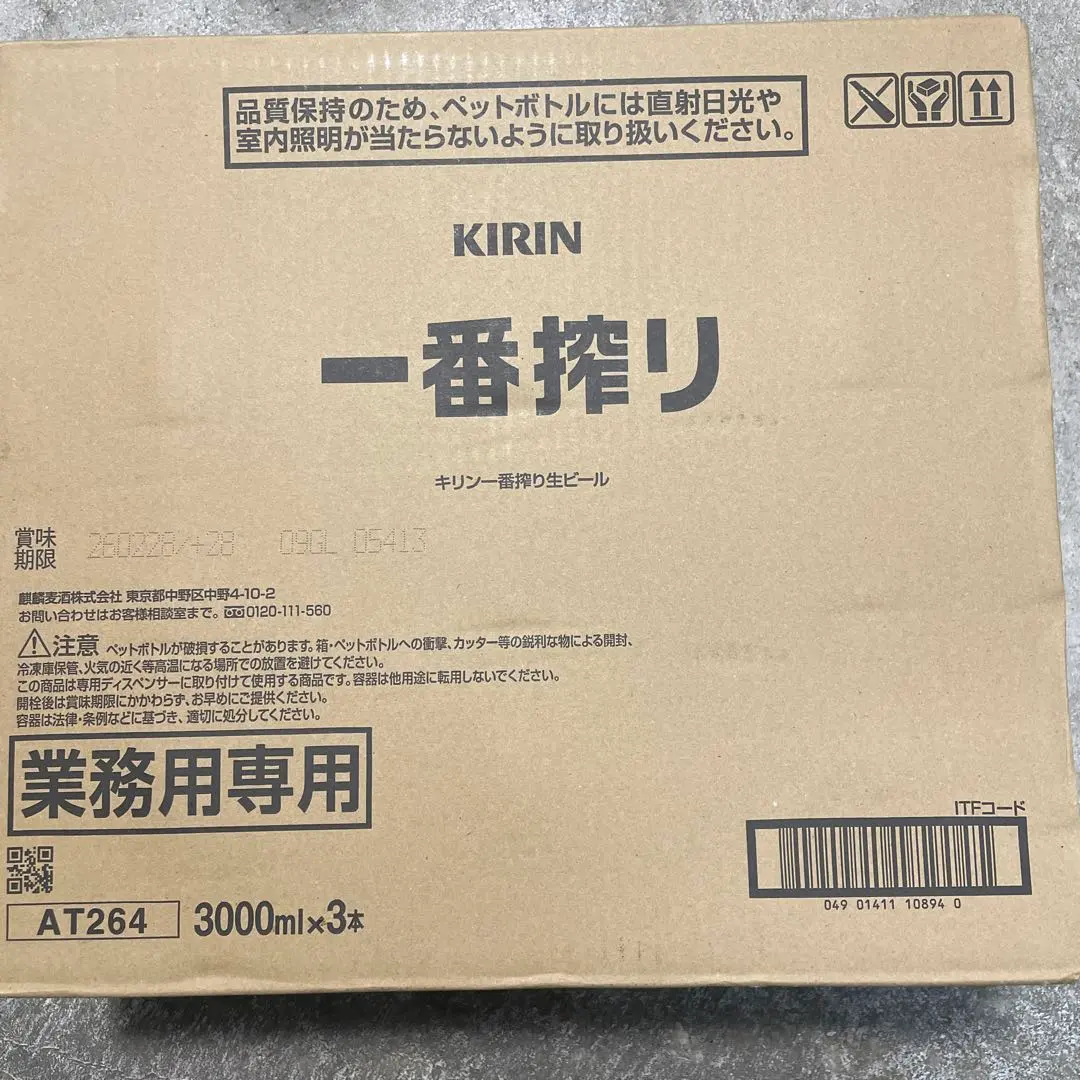 品質保持のため、ペットボトルには直射日光や
室内照明が当たらないように取り扱いください。
KIRIN
一番搾り
キリン一番搾り生ビール
賞味
期限
260228/+28 09GL 05413
麒麟麦酒株式会社 東京都中野区中野4-10-2
お問い合わせはお客様相談室まで。0120-111-560
注意 ペットボトルが破損することがあります。箱・ペットボトルへの衝撃、カッター等の鋭利な物による開封、
冷凍庫保管、火気の近く等高温になる場所での放置を避けてください。
この商品は専用ディスペンサーに取り付けて使用する商品です。容器は他用途に転用しないでください。
開栓後は賞味期限にかかわらず、お早めにご提供ください。
容器は法律・条例などに基づき、適切に処分してください。
業務用専用
ITFコード
049 01411 10894 0
AT264 3000ml×3本